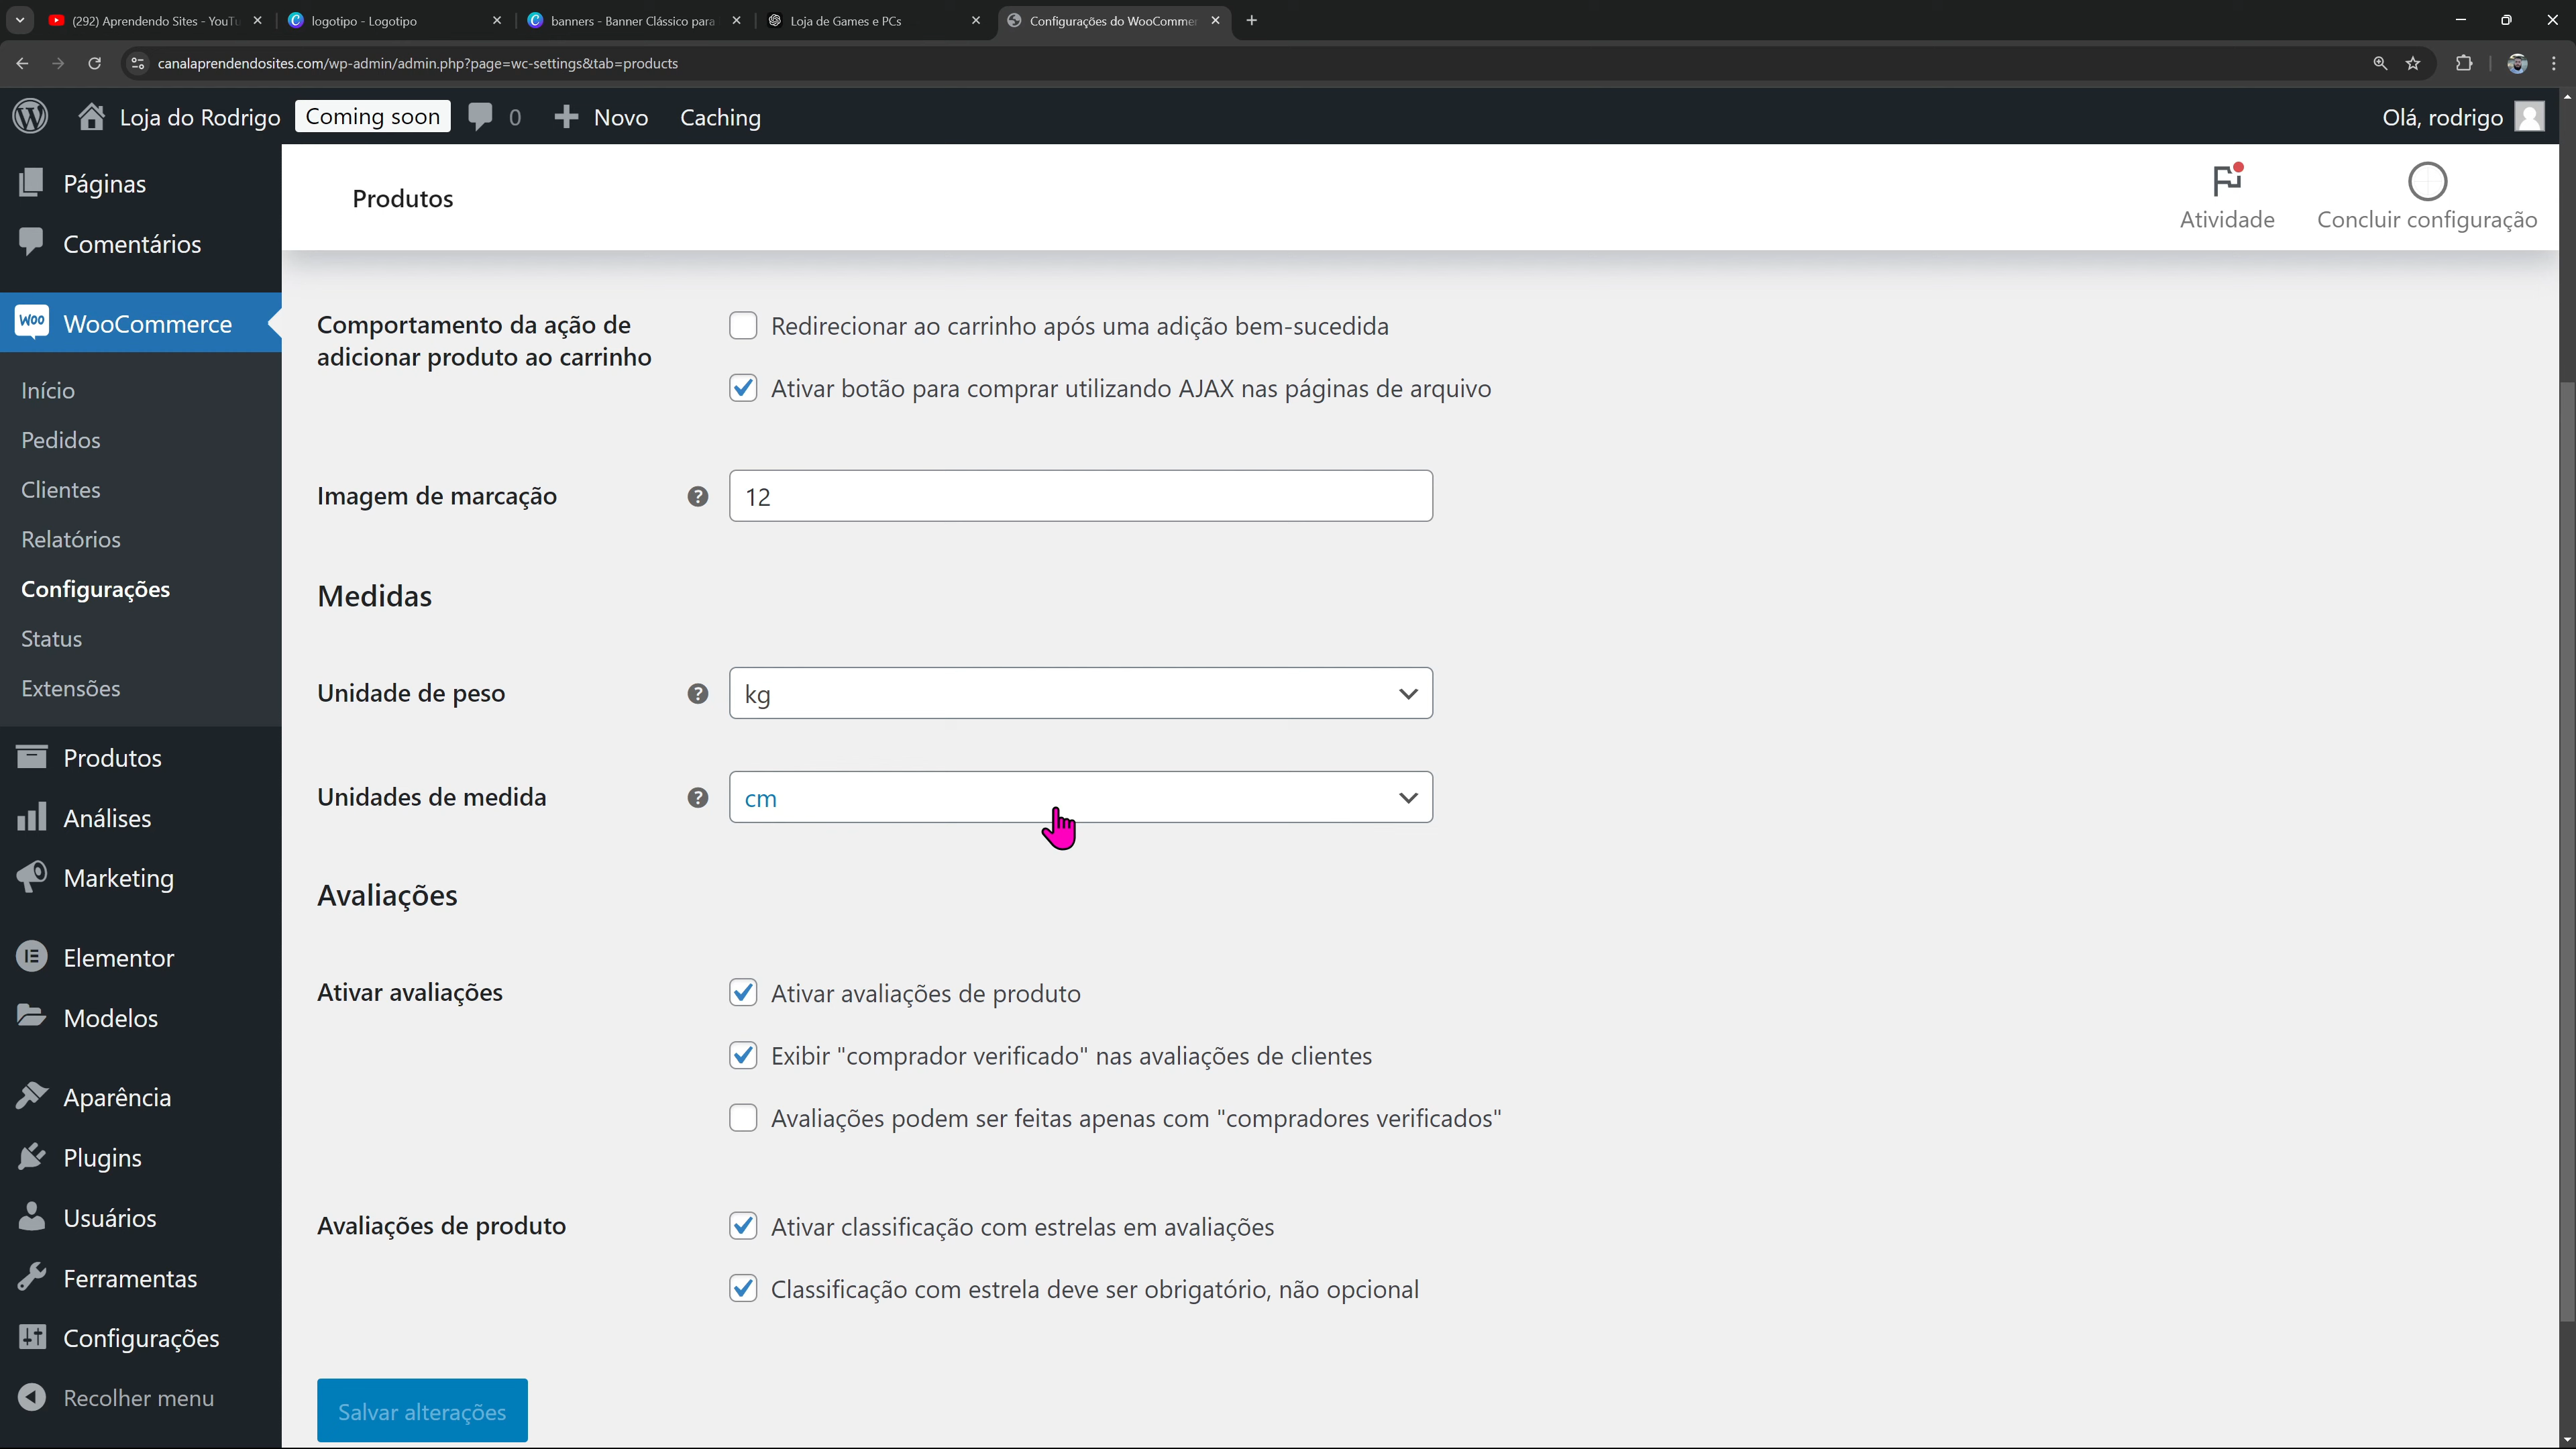 (292) Aprendendo Sites - YouTu
logotipo - Logotipo
banners - Banner Clássico para
Loja de Games e PCs
Configurações do WooCommer
canalaprendendosites.com/wp-admin/admin.php?page=wc-settings&tab=products
Loja do Rodrigo
Coming soon
0
Novo
Caching
Olá, rodrigo
Páginas
Comentários
Woo
WooCommerce
Início
Pedidos
Clientes
Relatórios
Configurações
Status
Extensões
Produtos
Análises
Marketing
Elementor
Modelos
Aparência
Plugins
Usuários
Ferramentas
Configurações
Recolher menu
Produtos
Atividade
Concluir configuração
Comportamento da ação de
adicionar produto ao carrinho
Redirecionar ao carrinho após uma adição bem-sucedida
Ativar botão para comprar utilizando AJAX nas páginas de arquivo
Imagem de marcação
?
12
Medidas
Unidade de peso
?
kg
Unidades de medida
?
cm
Avaliações
Ativar avaliações
Ativar avaliações de produto
Exibir "comprador verificado" nas avaliações de clientes
Avaliações podem ser feitas apenas com "compradores verificados"
Avaliações de produto
Ativar classificação com estrelas em avaliações
Classificação com estrela deve ser obrigatório, não opcional
Salvar alterações